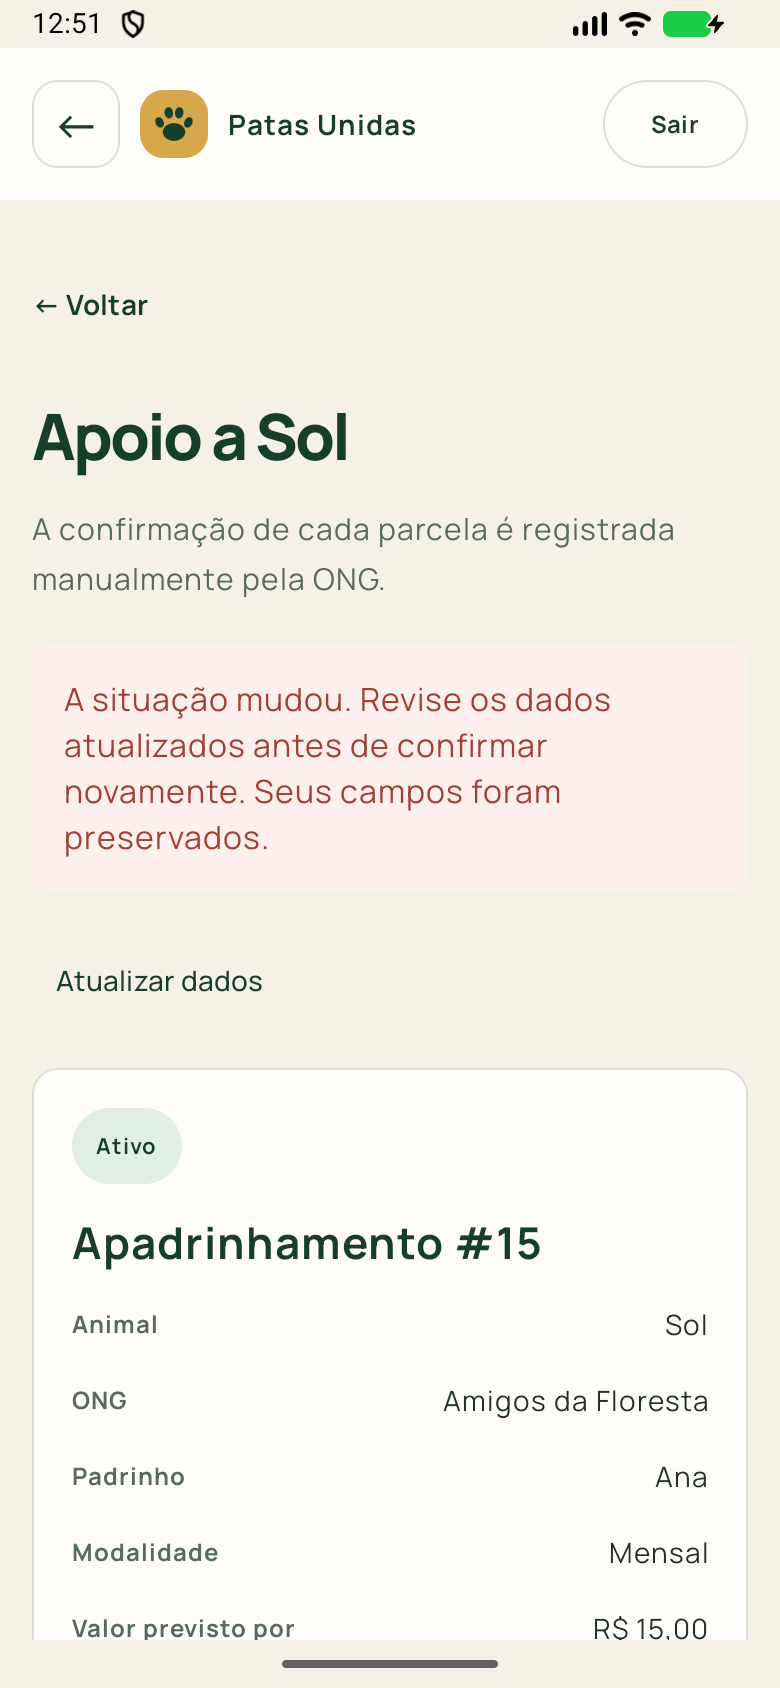 12:51
Patas Unidas
Sair
← Voltar
Apoio a Sol
A confirmação de cada parcela é registrada
manualmente pela ONG.
A situação mudou. Revise os dados
atualizados antes de confirmar
novamente. Seus campos foram
preservados.
Atualizar dados
Ativo
Apadrinhamento #15
Animal Sol
ONG Amigos da Floresta
Padrinho Ana
Modalidade Mensal
Valor previsto por R$ 15,00